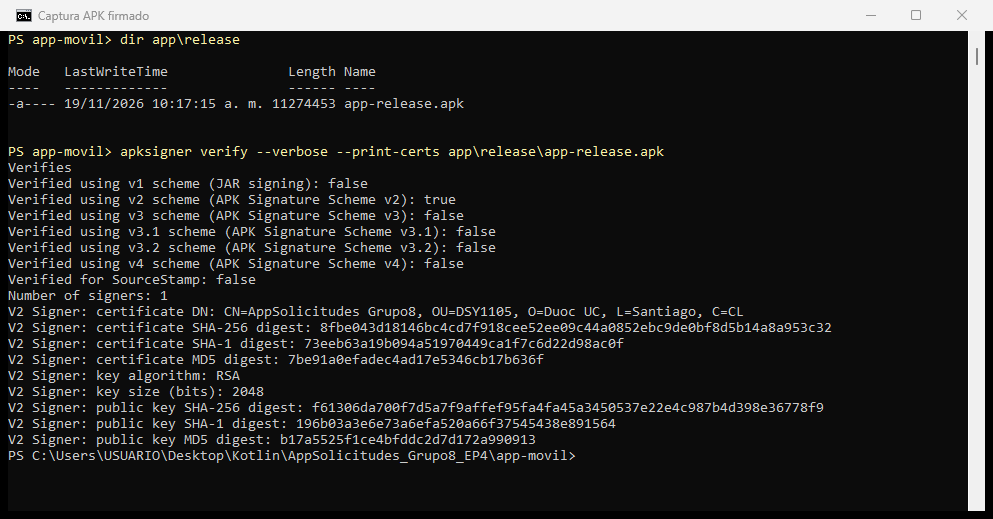 Captura APK firmado
PS app-movil> dir app\release
Mode   LastWriteTime               Length Name
----   -------------               ------ ----
-a---- 19/11/2026 10:17:15 a. m. 11274453 app-release.apk
PS app-movil> apksigner verify --verbose --print-certs app\release\app-release.apk
Verifies
Verified using v1 scheme (JAR signing): false
Verified using v2 scheme (APK Signature Scheme v2): true
Verified using v3 scheme (APK Signature Scheme v3): false
Verified using v3.1 scheme (APK Signature Scheme v3.1): false
Verified using v3.2 scheme (APK Signature Scheme v3.2): false
Verified using v4 scheme (APK Signature Scheme v4): false
Verified for SourceStamp: false
Number of signers: 1
V2 Signer: certificate DN: CN=AppSolicitudes Grupo8, OU=DSY1105, O=Duoc UC, L=Santiago, C=CL
V2 Signer: certificate SHA-256 digest: 8fbe043d18146bc4cd7f918cee52ee09c44a0852ebc9de0bf8d5b14a8a953c32
V2 Signer: certificate SHA-1 digest: 73eeb63a19b094a51970449ca1f7c6d22d98ac0f
V2 Signer: certificate MD5 digest: 7be91a0efadec4ad17e5346cb17b636f
V2 Signer: key algorithm: RSA
V2 Signer: key size (bits): 2048
V2 Signer: public key SHA-256 digest: f61306da700f7d5a7f9affef95fa4fa45a3450537e22e4c987b4d398e36778f9
V2 Signer: public key SHA-1 digest: 196b03a3e6e73a6efa520a66f37545438e891564
V2 Signer: public key MD5 digest: b17a5525f1ce4bfddc2d7d172a990913
PS C:\Users\USUARIO\Desktop\Kotlin\AppSolicitudes_Grupo8_EP4\app-movil>